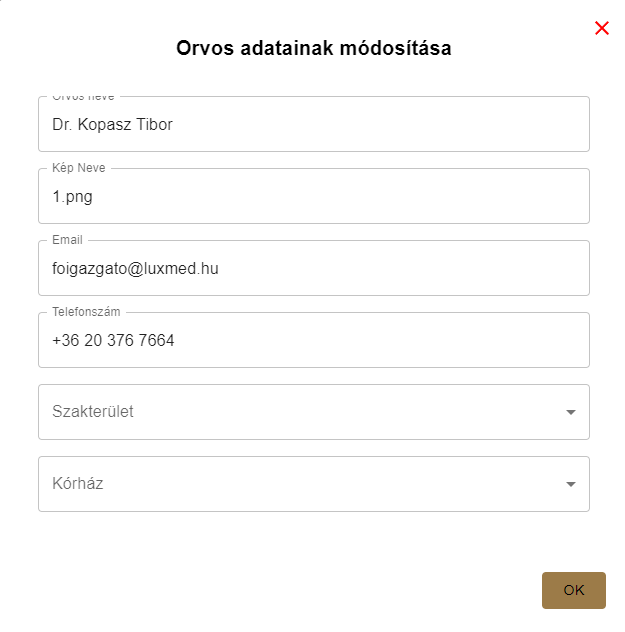 Orvos adatainak módosítása
Orvos neve
Dr. Kopasz Tibor
Kép Neve
1.png
Email
foigazgato@luxmed.hu
Telefonszám
+36 20 376 7664
Szakterület
Kórház
OK